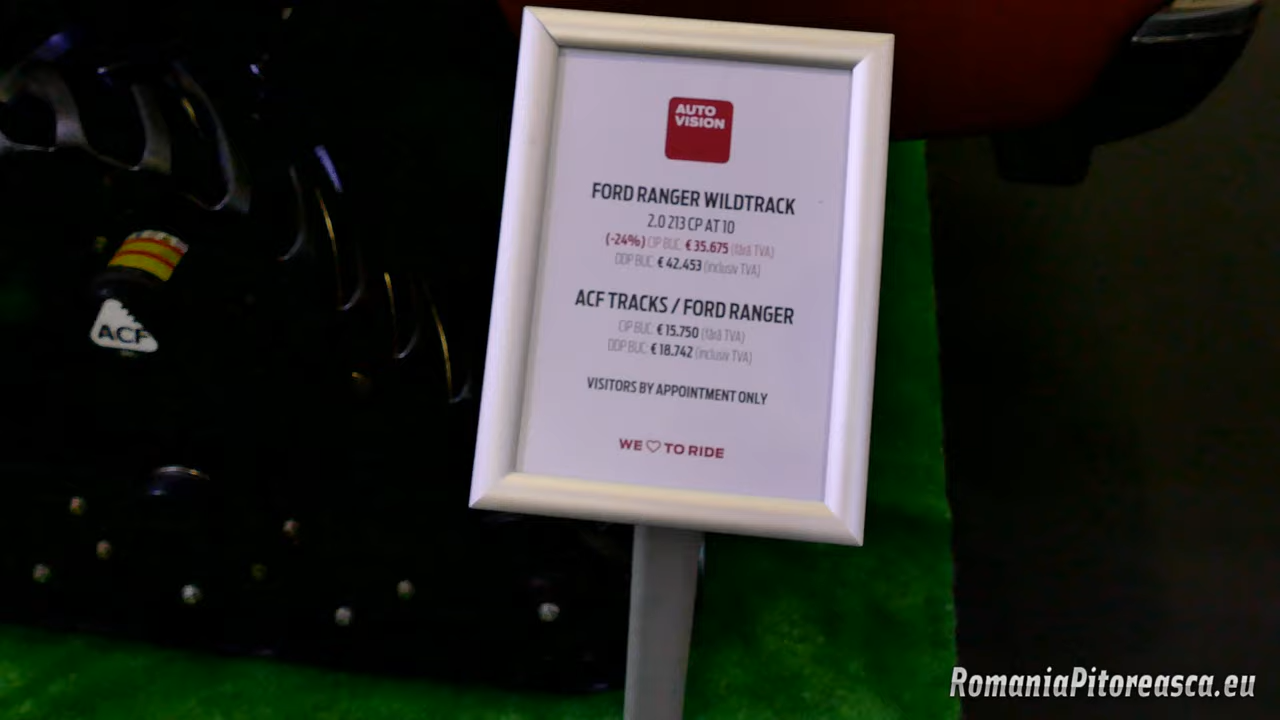 AUTO
VISION
FORD RANGER WILDTRACK
2.0 213 CP AT 10
(-24%) CIP BUC: € 35.675 (fără TVA)
DDP BUC: € 42.453 (inclusiv TVA)
ACF TRACKS / FORD RANGER
CIP BUC: € 15.750 (fără TVA)
DDP BUC: € 18.742 (inclusiv TVA)
VISITORS BY APPOINTMENT ONLY
WE ♡ TO RIDE
ACF
RomaniaPitoreasca.eu